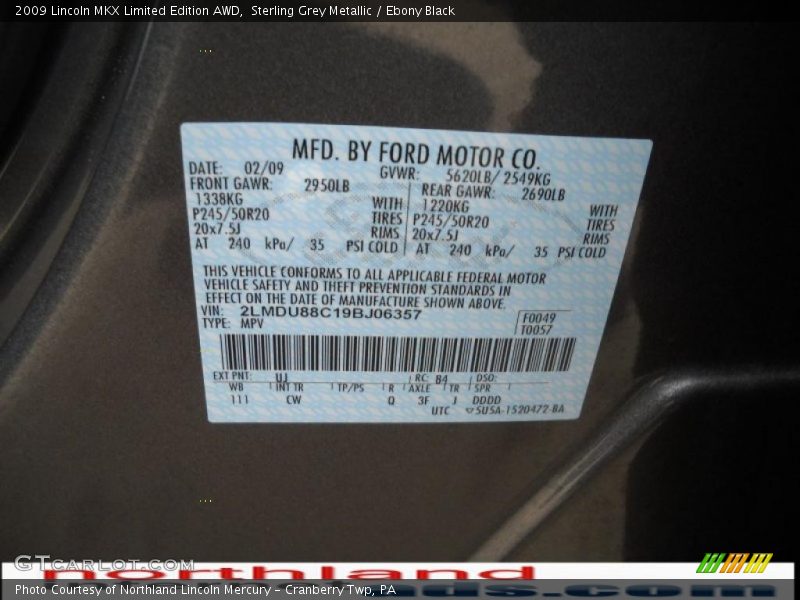 2009 Lincoln MKX Limited Edition AWD,  Sterling Grey Metallic / Ebony Black
MFD. BY FORD MOTOR CO.
DATE: 02/09 GVWR: 5620LB/ 2549KG
FRONT GAWR: 2950LB REAR GAWR: 2690LB
1338KG WITH 1220KG WITH
P245/50R20 TIRES P245/50R20 TIRES
20x7.5J RIMS 20x7.5J RIMS
AT 240 kPa/ 35 PSI COLD AT 240 kPa/ 35 PSI COLD
THIS VEHICLE CONFORMS TO ALL APPLICABLE FEDERAL MOTOR
VEHICLE SAFETY AND THEFT PREVENTION STANDARDS IN
EFFECT ON THE DATE OF MANUFACTURE SHOWN ABOVE.
VIN: 2LMDU88C19BJ06357 F0049
TYPE: MPV T0057
EXT PNT: UJ RC: B4 DSO:
WB INT TR TP/PS R AXLE TR SPR
111 CW Q 3F J DDDD
UTC ▽5U5A-1520472-BA
GTcarlot.com
northland
Photo Courtesy of Northland Lincoln Mercury - Cranberry Twp, PA